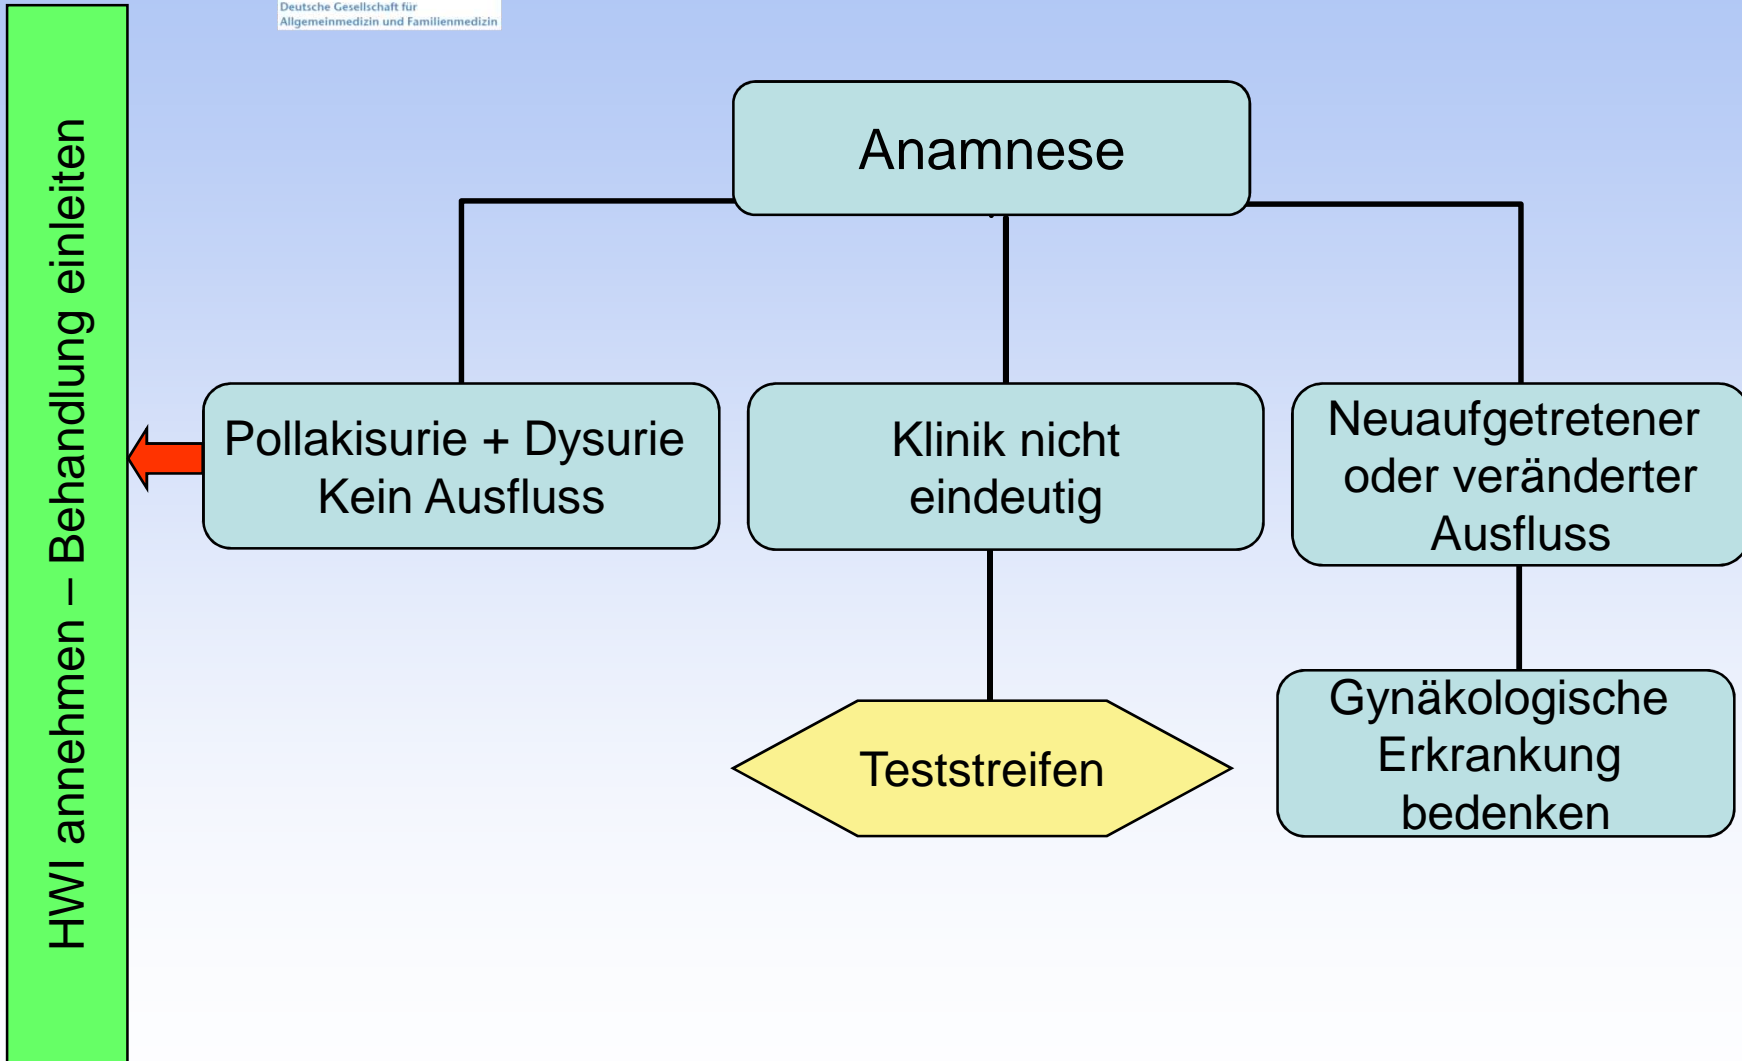 Deutsche Gesellschaft für
Allgemeinmedizin und Familienmedizin
HWI annehmen – Behandlung einleiten
Anamnese
Pollakisurie + Dysurie
Kein Ausfluss
Klinik nicht
eindeutig
Neuaufgetretener
oder veränderter
Ausfluss
Teststreifen
Gynäkologische
Erkrankung
bedenken